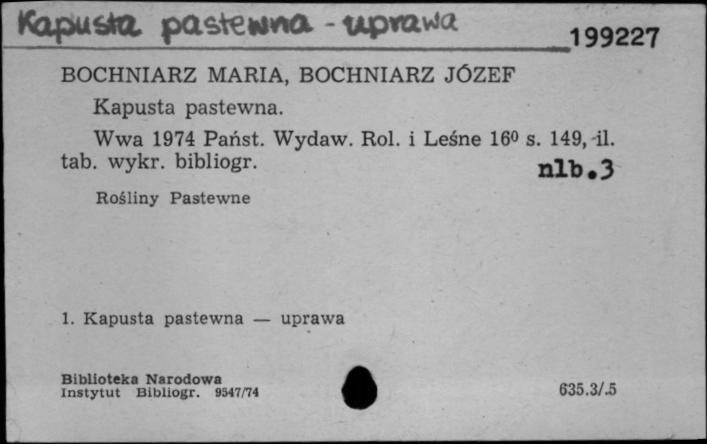 Kapusta pastewna - uprawa
199227
BOCHNIARZ MARIA, BOCHNIARZ JÓZEF
Kapusta pastewna.
Wwa 1974 Państ. Wydaw. Rol. i Leśne 16⁰ s. 149, il.
tab. wykr. bibliogr.
nlb.3
Rośliny Pastewne
1. Kapusta pastewna — uprawa
Biblioteka Narodowa
Instytut Bibliogr. 9547/74
635.3/.5